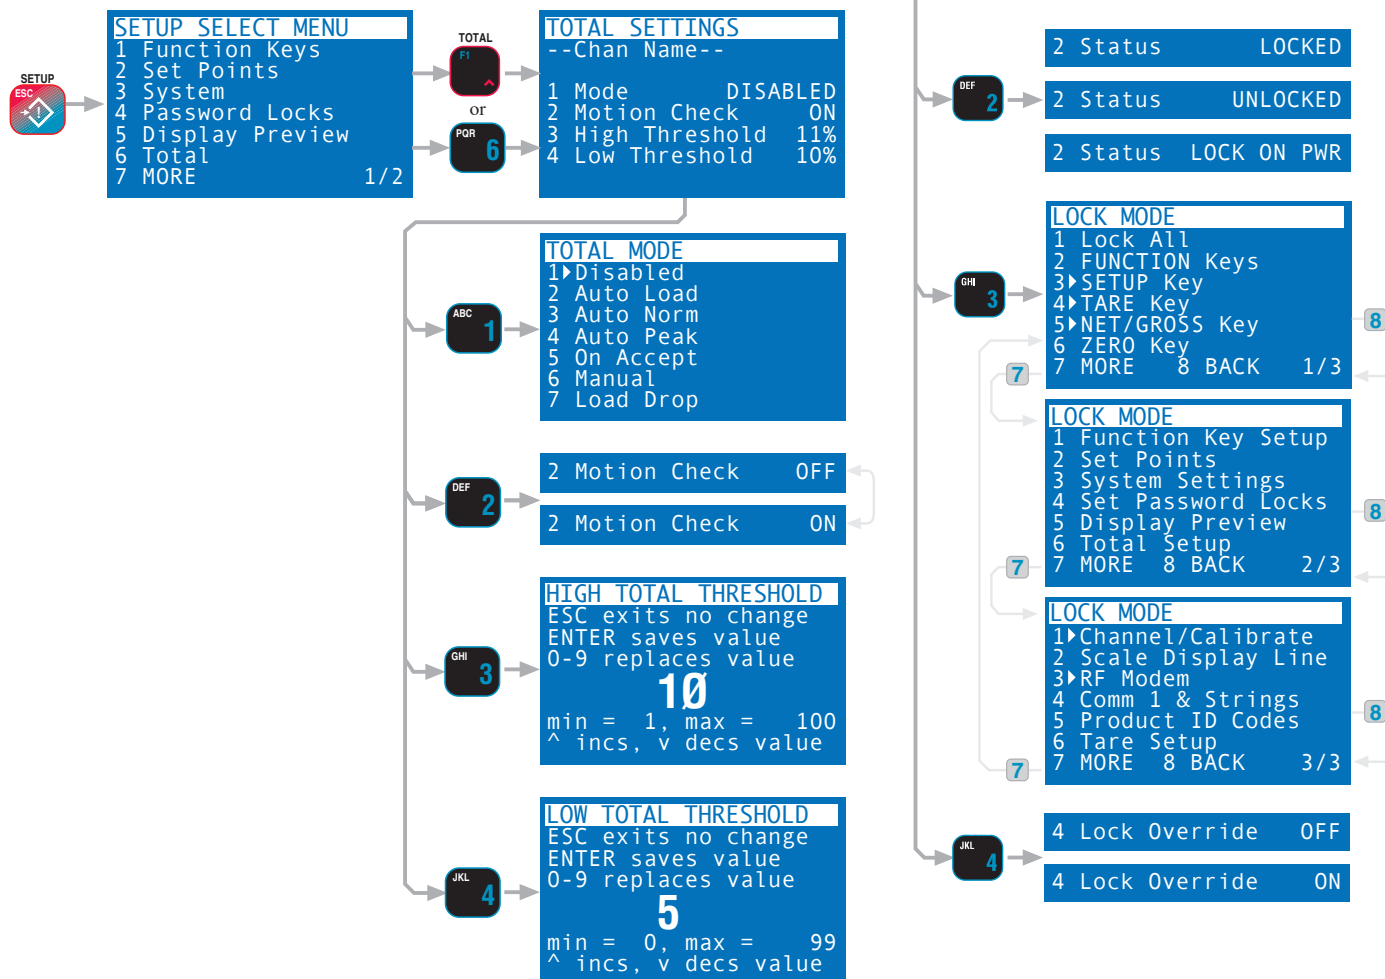 SETUP
ESC
SETUP SELECT MENU
1 Function Keys
2 Set Points
3 System
4 Password Locks
5 Display Preview
6 Total
7 MORE 1/2
TOTAL
F1
or
PQR
6
TOTAL SETTINGS
--Chan Name--
1 Mode DISABLED
2 Motion Check ON
3 High Threshold 11%
4 Low Threshold 10%
ABC
1
TOTAL MODE
1 Disabled
2 Auto Load
3 Auto Norm
4 Auto Peak
5 On Accept
6 Manual
7 Load Drop
DEF
2
2 Motion Check OFF
2 Motion Check ON
GHI
3
HIGH TOTAL THRESHOLD
ESC exits no change
ENTER saves value
0-9 replaces value
1Ø
min = 1, max = 100
^ incs, v decs value
JKL
4
LOW TOTAL THRESHOLD
ESC exits no change
ENTER saves value
0-9 replaces value
5
min = 0, max = 99
^ incs, v decs value
DEF
2
2 Status LOCKED
2 Status UNLOCKED
2 Status LOCK ON PWR
GHI
3
LOCK MODE
1 Lock All
2 FUNCTION Keys
3 SETUP Key
4 TARE Key
5 NET/GROSS Key
6 ZERO Key
7 MORE 8 BACK 1/3
8
7
LOCK MODE
1 Function Key Setup
2 Set Points
3 System Settings
4 Set Password Locks
5 Display Preview
6 Total Setup
7 MORE 8 BACK 2/3
8
7
LOCK MODE
1 Channel/Calibrate
2 Scale Display Line
3 RF Modem
4 Comm 1 & Strings
5 Product ID Codes
6 Tare Setup
7 MORE 8 BACK 3/3
8
7
JKL
4
4 Lock Override OFF
4 Lock Override ON